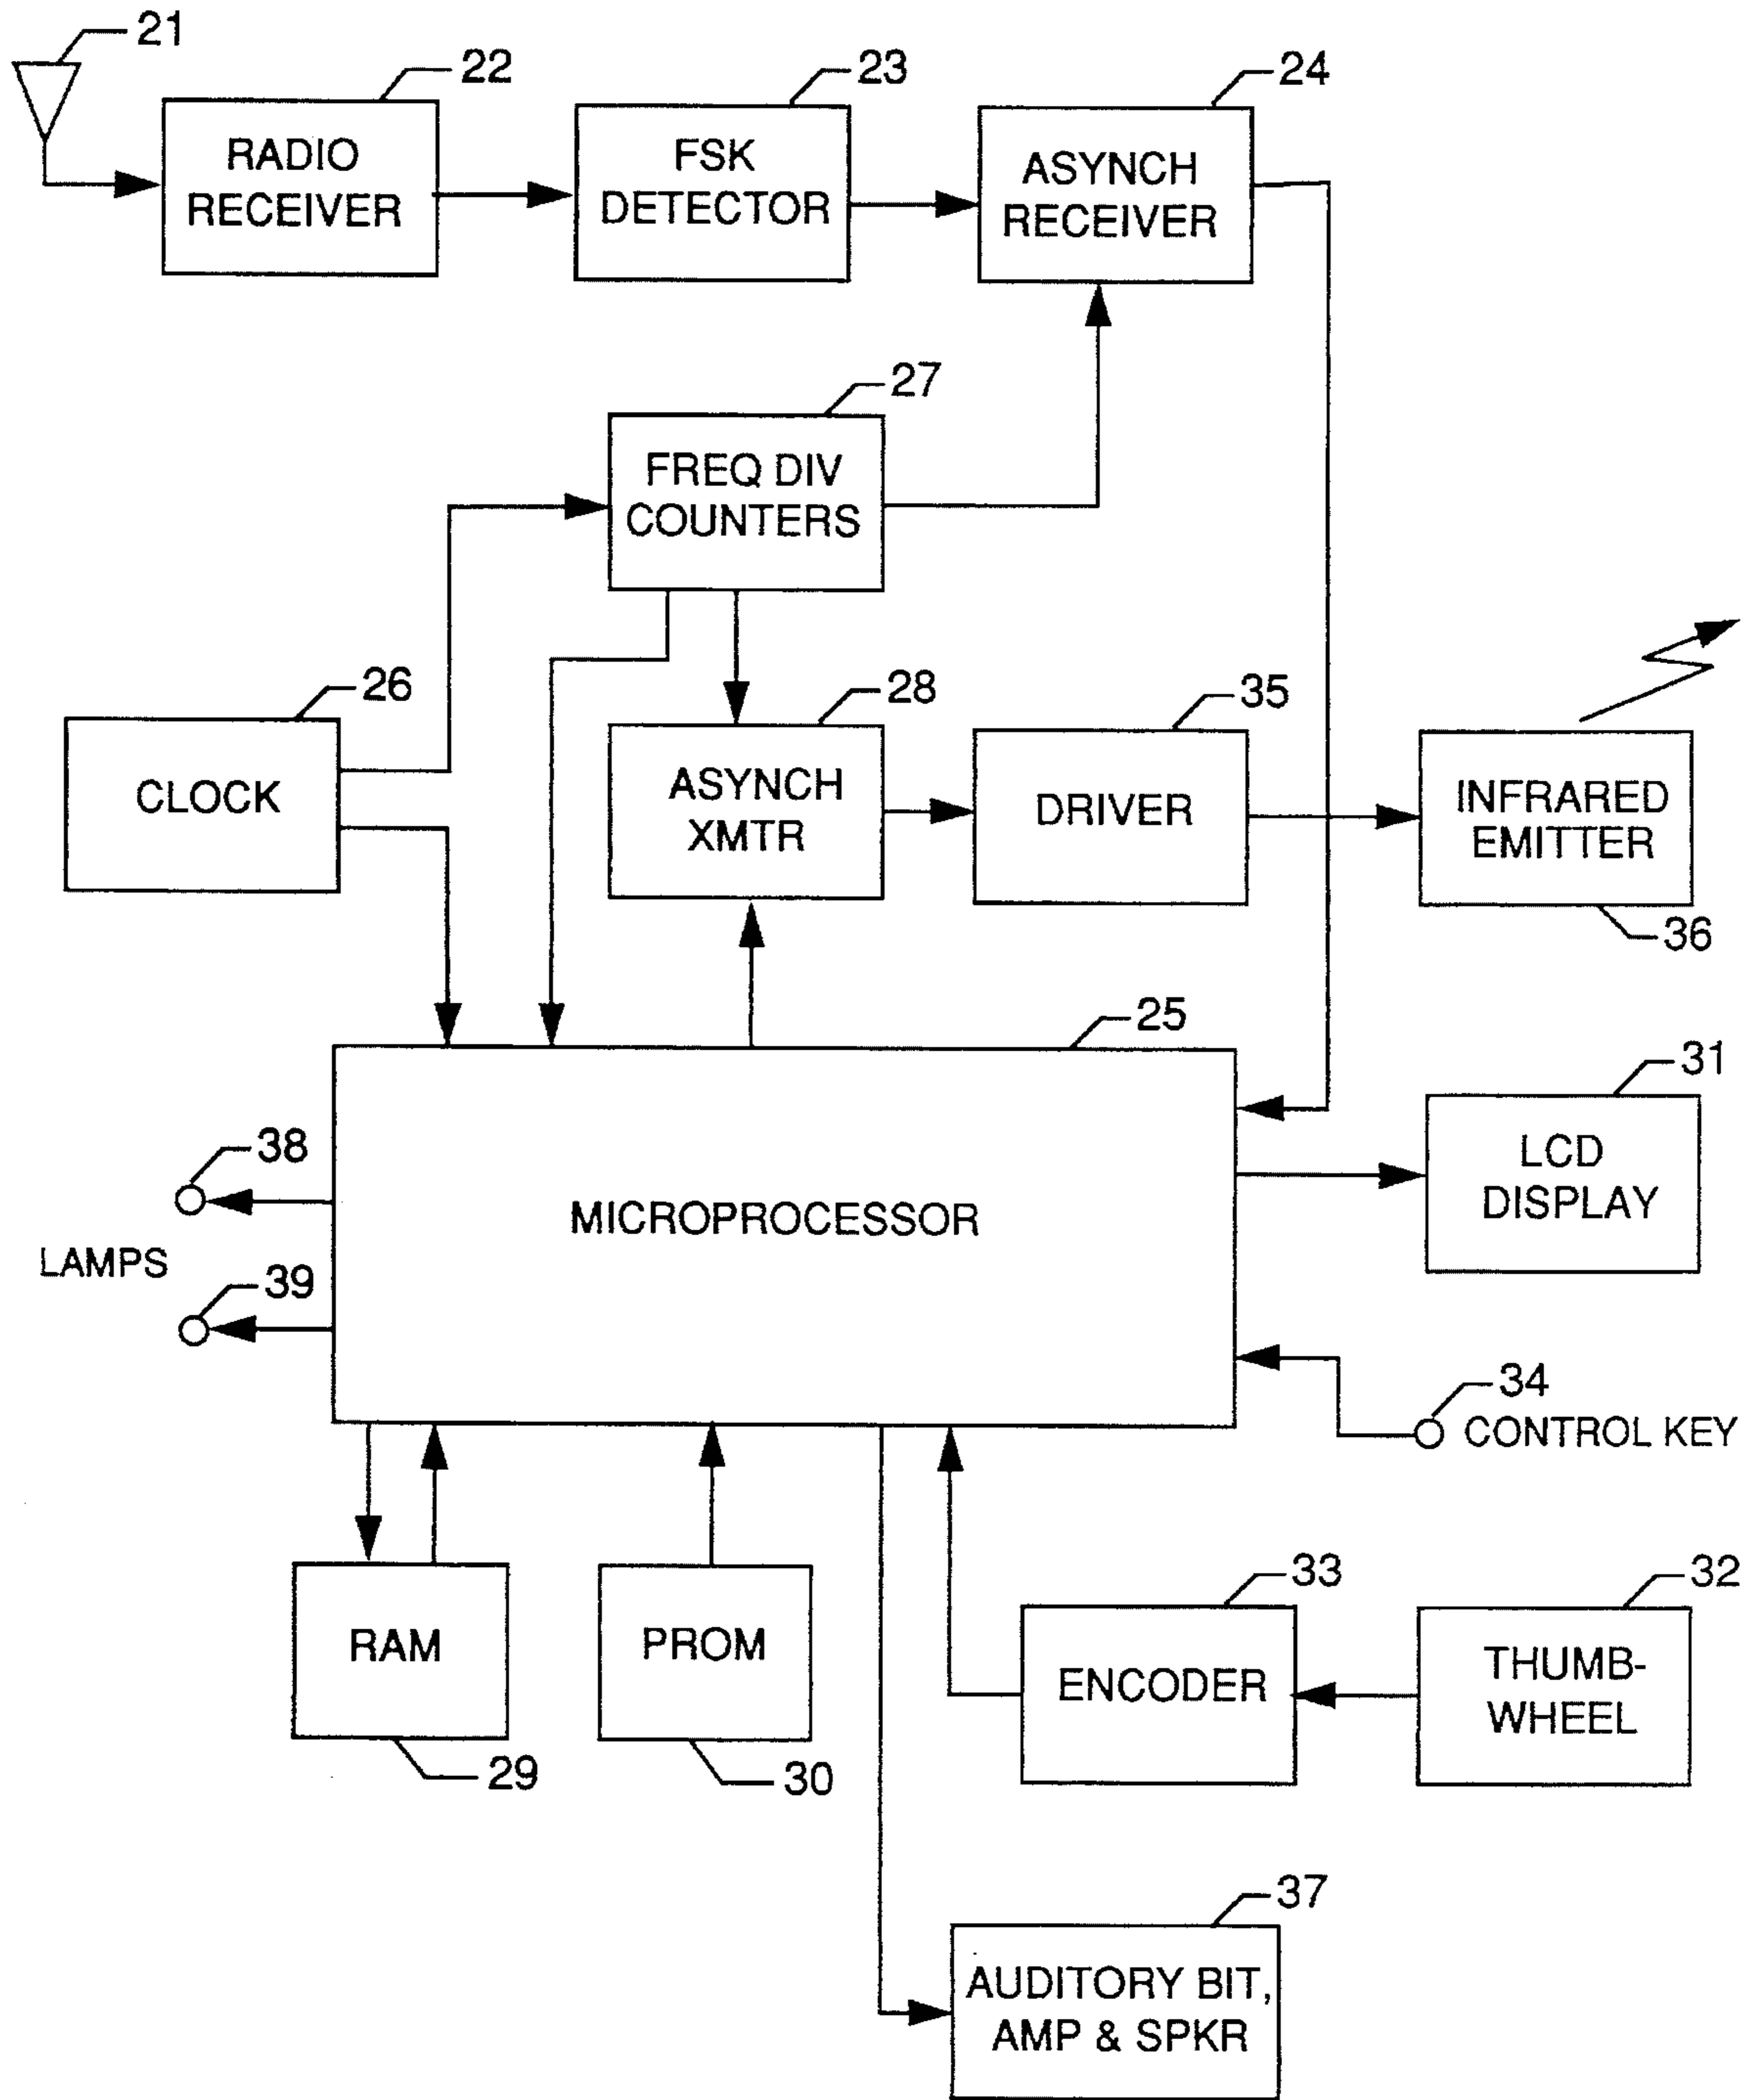 21
22
23
24
RADIO
RECEIVER
FSK
DETECTOR
ASYNCH
RECEIVER
27
FREQ DIV
COUNTERS
26
28
35
CLOCK
ASYNCH
XMTR
DRIVER
INFRARED
EMITTER
36
25
31
38
LCD
DISPLAY
MICROPROCESSOR
LAMPS
39
34
CONTROL KEY
33
32
RAM
PROM
ENCODER
THUMB-
WHEEL
29
30
37
AUDITORY BIT,
AMP & SPKR